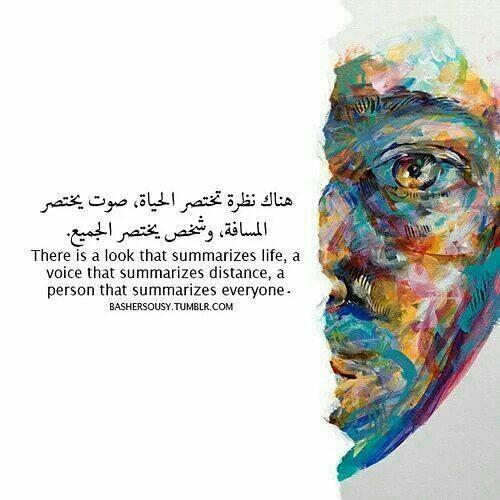 هناك نظرة تختصر الحياة، صوت يختصر
المسافة، وشخص يختصر الجميع.
There is a look that summarizes life, a
voice that summarizes distance, a
person that summarizes everyone.
BASHERSOUSY.TUMBLR.COM